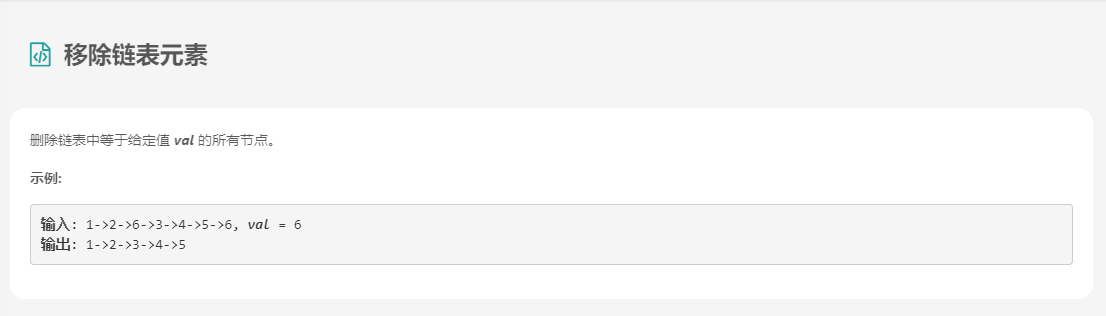 移除链表元素
删除链表中等于给定值 val 的所有节点。
示例:
输入: 1->2->6->3->4->5->6, val = 6
输出: 1->2->3->4->5